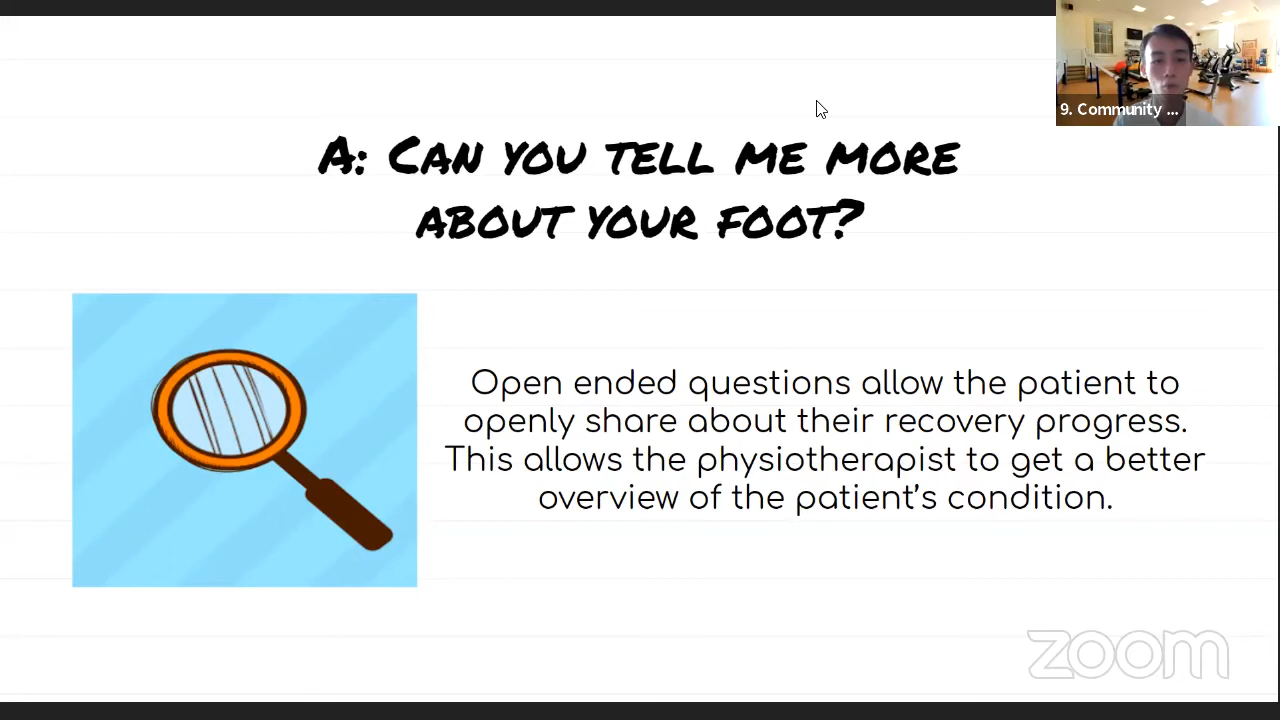 9. Community ...
A: Can you tell me more
about your foot?
Open ended questions allow the patient to
openly share about their recovery progress.
This allows the physiotherapist to get a better
overview of the patient's condition.
zoom